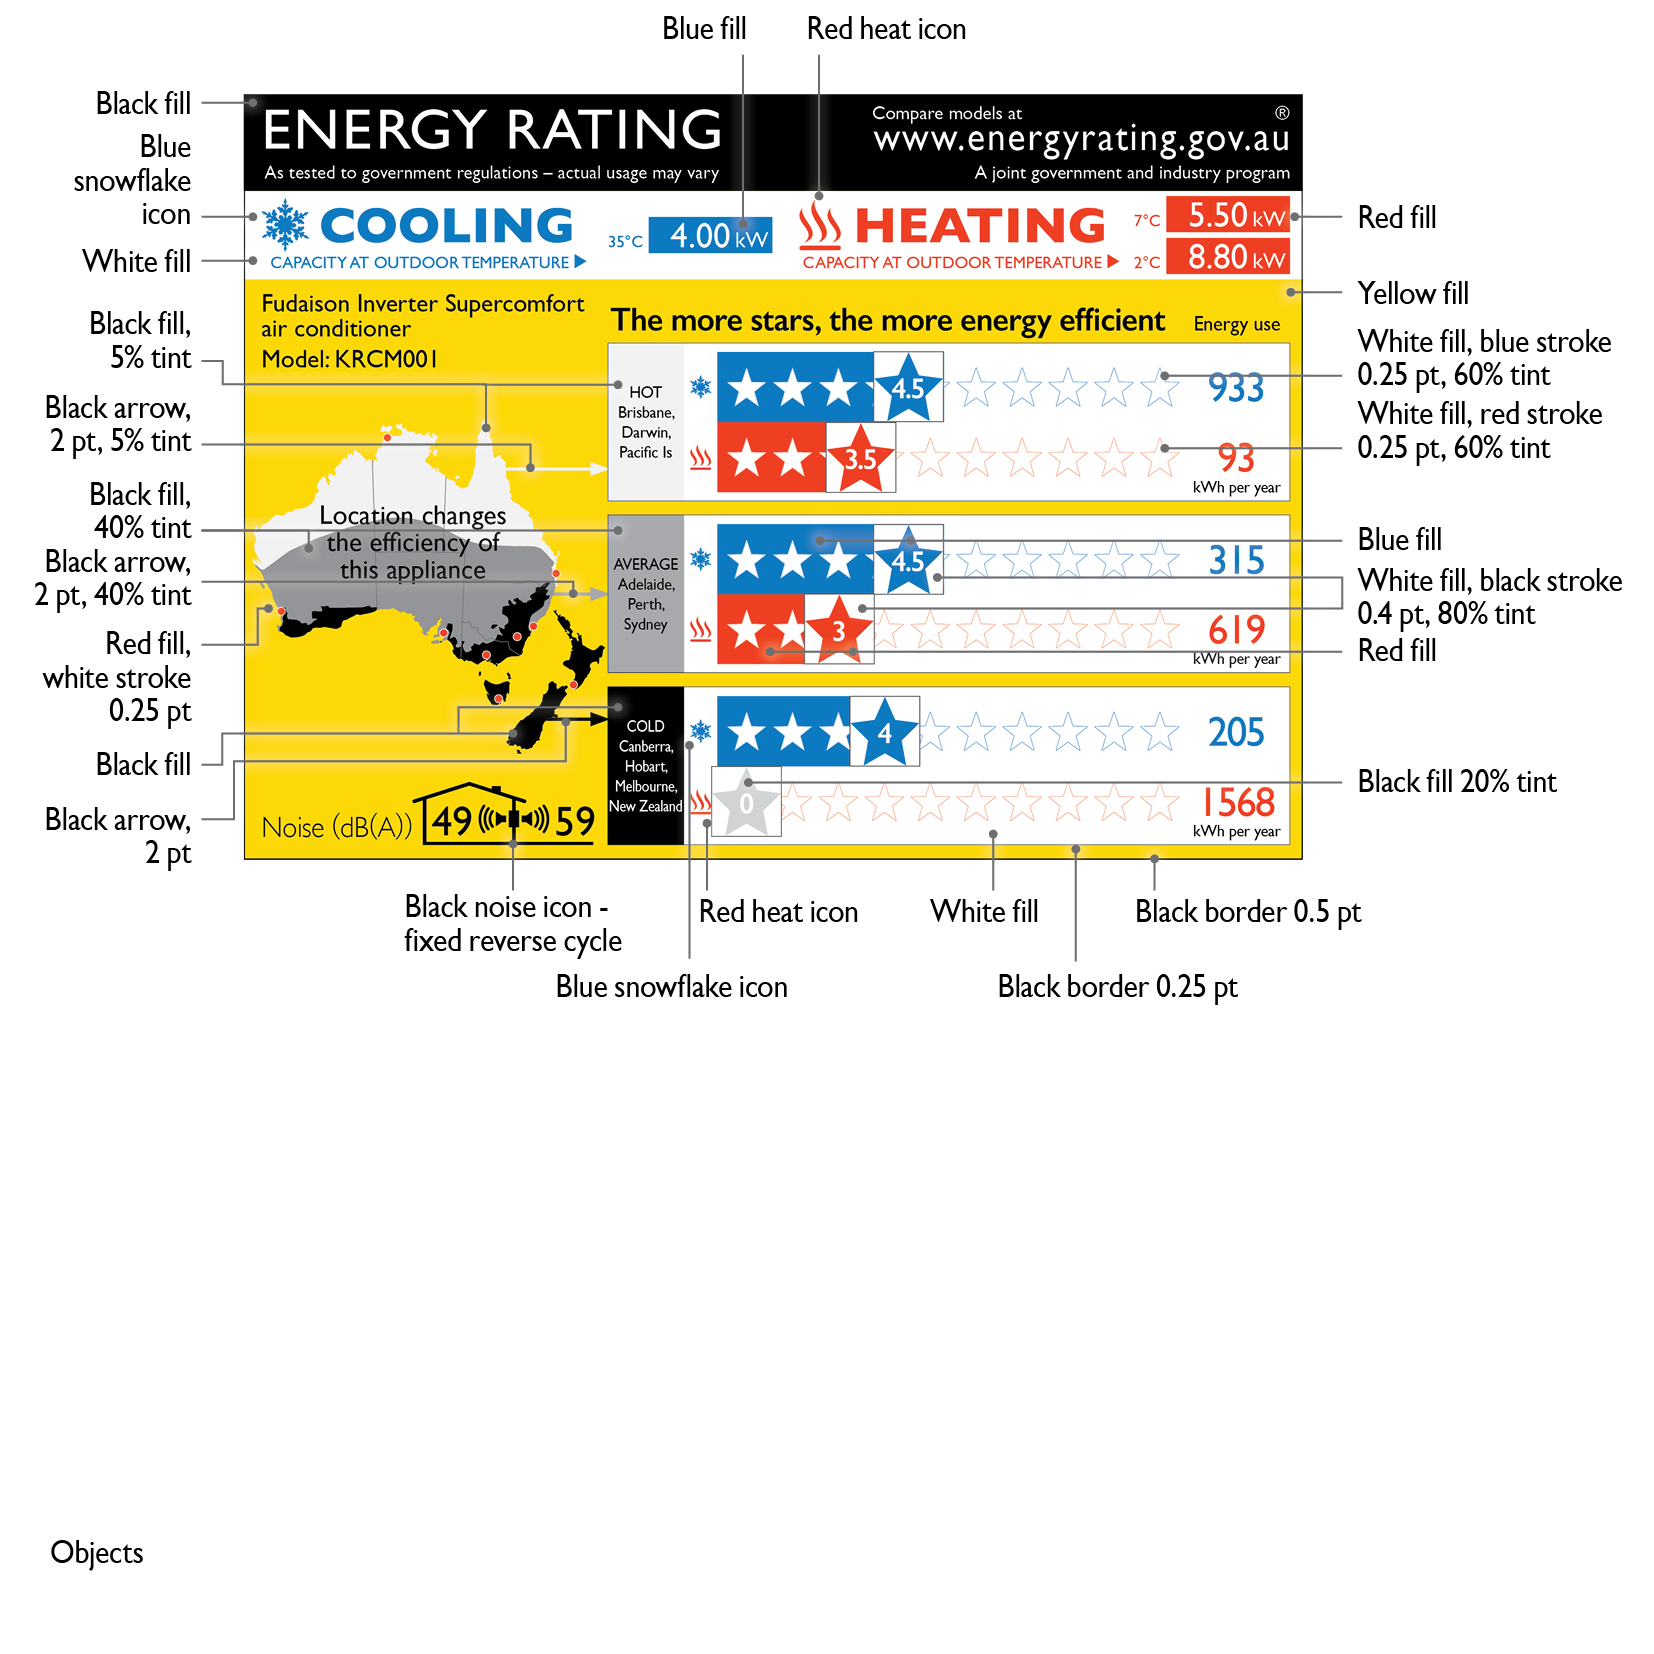 Blue fill
Red heat icon
Black fill
Blue
snowflake
icon
White fill
Black fill,
5% tint
Black arrow,
2 pt, 5% tint
Black fill,
40% tint
Black arrow,
2 pt, 40% tint
Red fill,
white stroke
0.25 pt
Black fill
Black arrow,
2 pt
ENERGY RATING
As tested to government regulations – actual usage may vary
Compare models at
®
www.energyrating.gov.au
A joint government and industry program
COOLING
CAPACITY AT OUTDOOR TEMPERATURE
35°C
4.00 kW
HEATING
CAPACITY AT OUTDOOR TEMPERATURE
7°C 5.50 kW
2°C 8.80 kW
Fudaison Inverter Supercomfort
air conditioner
Model: KRCM001
The more stars, the more energy efficient
Energy use
Location changes
the efficiency of
this appliance
HOT
Brisbane,
Darwin,
Pacific Is
4.5
933
3.5
93
kWh per year
AVERAGE
Adelaide,
Perth,
Sydney
4.5
315
3
619
kWh per year
COLD
Canberra,
Hobart,
Melbourne,
New Zealand
4
205
0
1568
kWh per year
Noise (dB(A))
49
59
Red fill
Yellow fill
White fill, blue stroke
0.25 pt, 60% tint
White fill, red stroke
0.25 pt, 60% tint
Blue fill
White fill, black stroke
0.4 pt, 80% tint
Red fill
Black fill 20% tint
Black noise icon -
fixed reverse cycle
Red heat icon
White fill
Black border 0.5 pt
Blue snowflake icon
Black border 0.25 pt
Objects